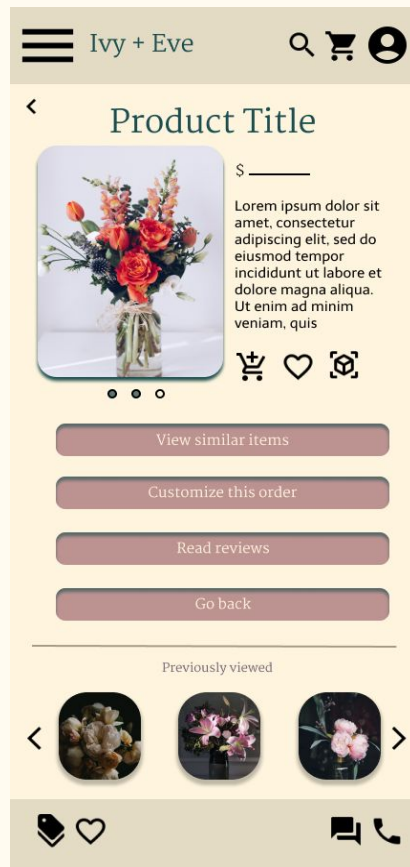 Ivy + Eve
Product Title
$
Lorem ipsum dolor sit
amet, consectetur
adipiscing elit, sed do
eiusmod tempor
incididunt ut labore et
dolore magna aliqua.
Ut enim ad minim
veniam, quis
View similar items
Customize this order
Read reviews
Go back
Previously viewed